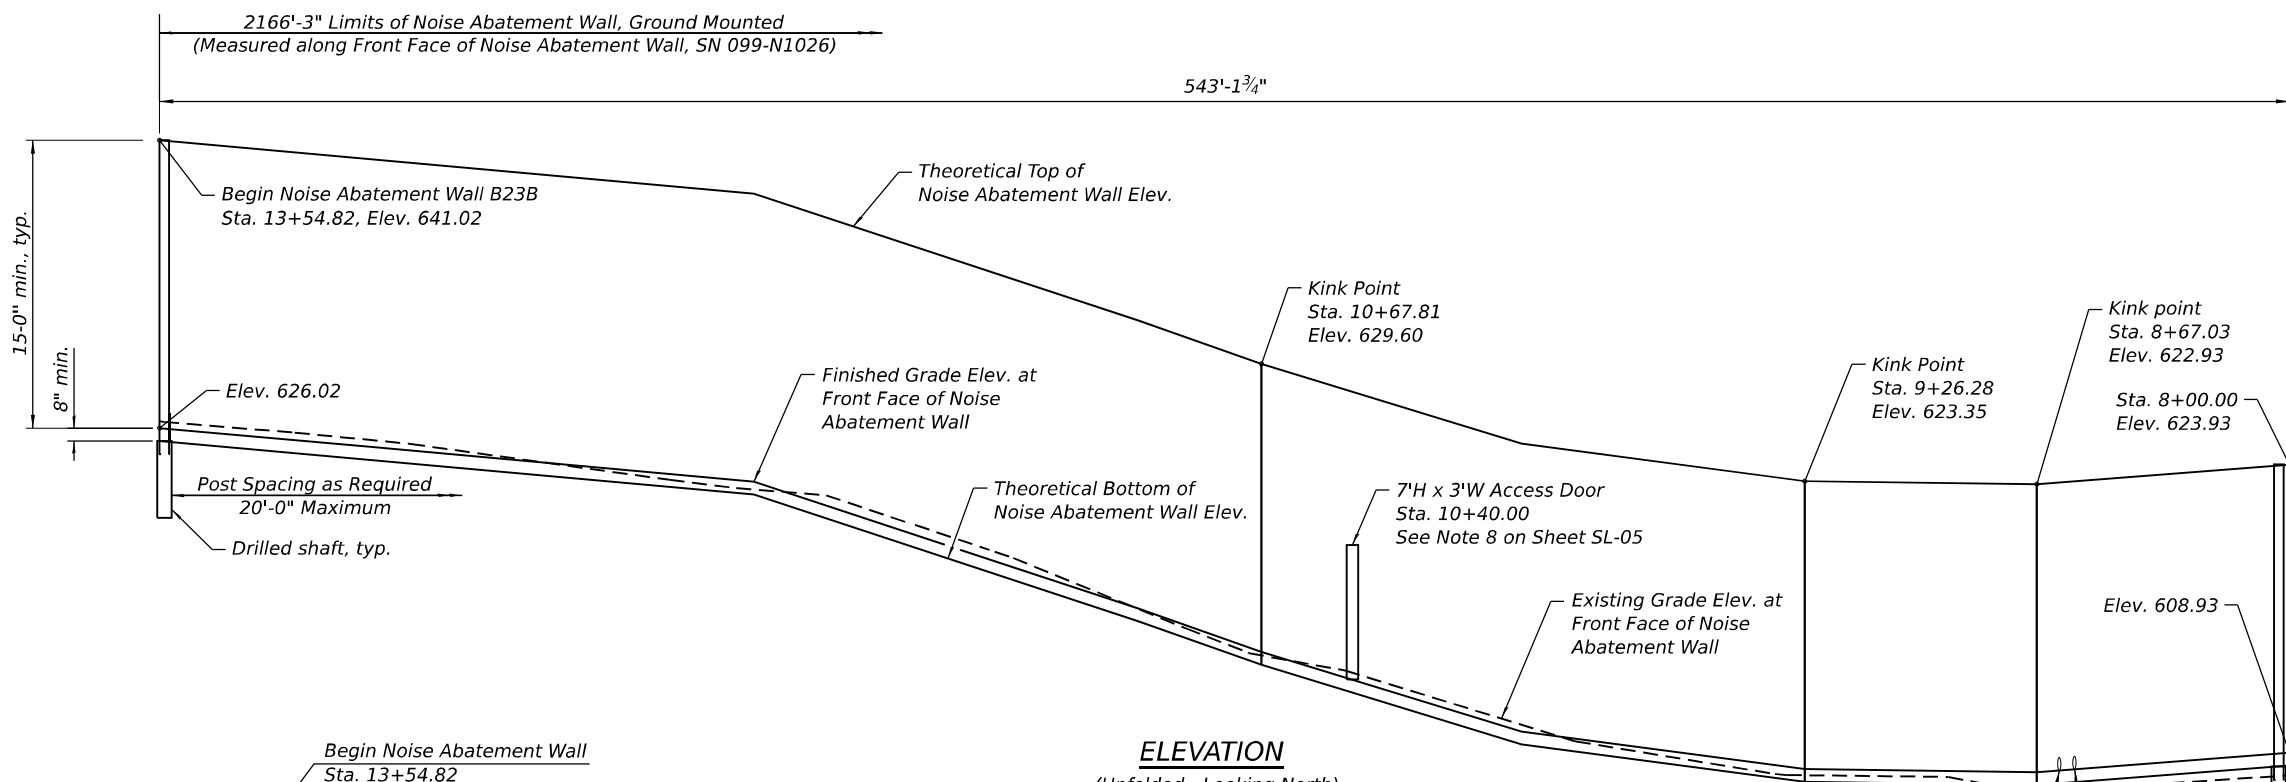 2166'-3" Limits of Noise Abatement Wall, Ground Mounted
(Measured along Front Face of Noise Abatement Wall, SN 099-N1026)
543'-1¾"
Theoretical Top of
Noise Abatement Wall Elev.
Begin Noise Abatement Wall B23B
Sta. 13+54.82, Elev. 641.02
15-0" min., typ.
8" min.
Kink Point
Sta. 10+67.81
Elev. 629.60
Kink point
Sta. 8+67.03
Elev. 622.93
Kink Point
Sta. 9+26.28
Elev. 623.35
Sta. 8+00.00
Elev. 623.93
Elev. 626.02
Finished Grade Elev. at
Front Face of Noise
Abatement Wall
Post Spacing as Required
20'-0" Maximum
Drilled shaft, typ.
Theoretical Bottom of
Noise Abatement Wall Elev.
7'H x 3'W Access Door
Sta. 10+40.00
See Note 8 on Sheet SL-05
Existing Grade Elev. at
Front Face of Noise
Abatement Wall
Elev. 608.93
Begin Noise Abatement Wall
Sta. 13+54.82
ELEVATION
(Unfolded - Looking North)